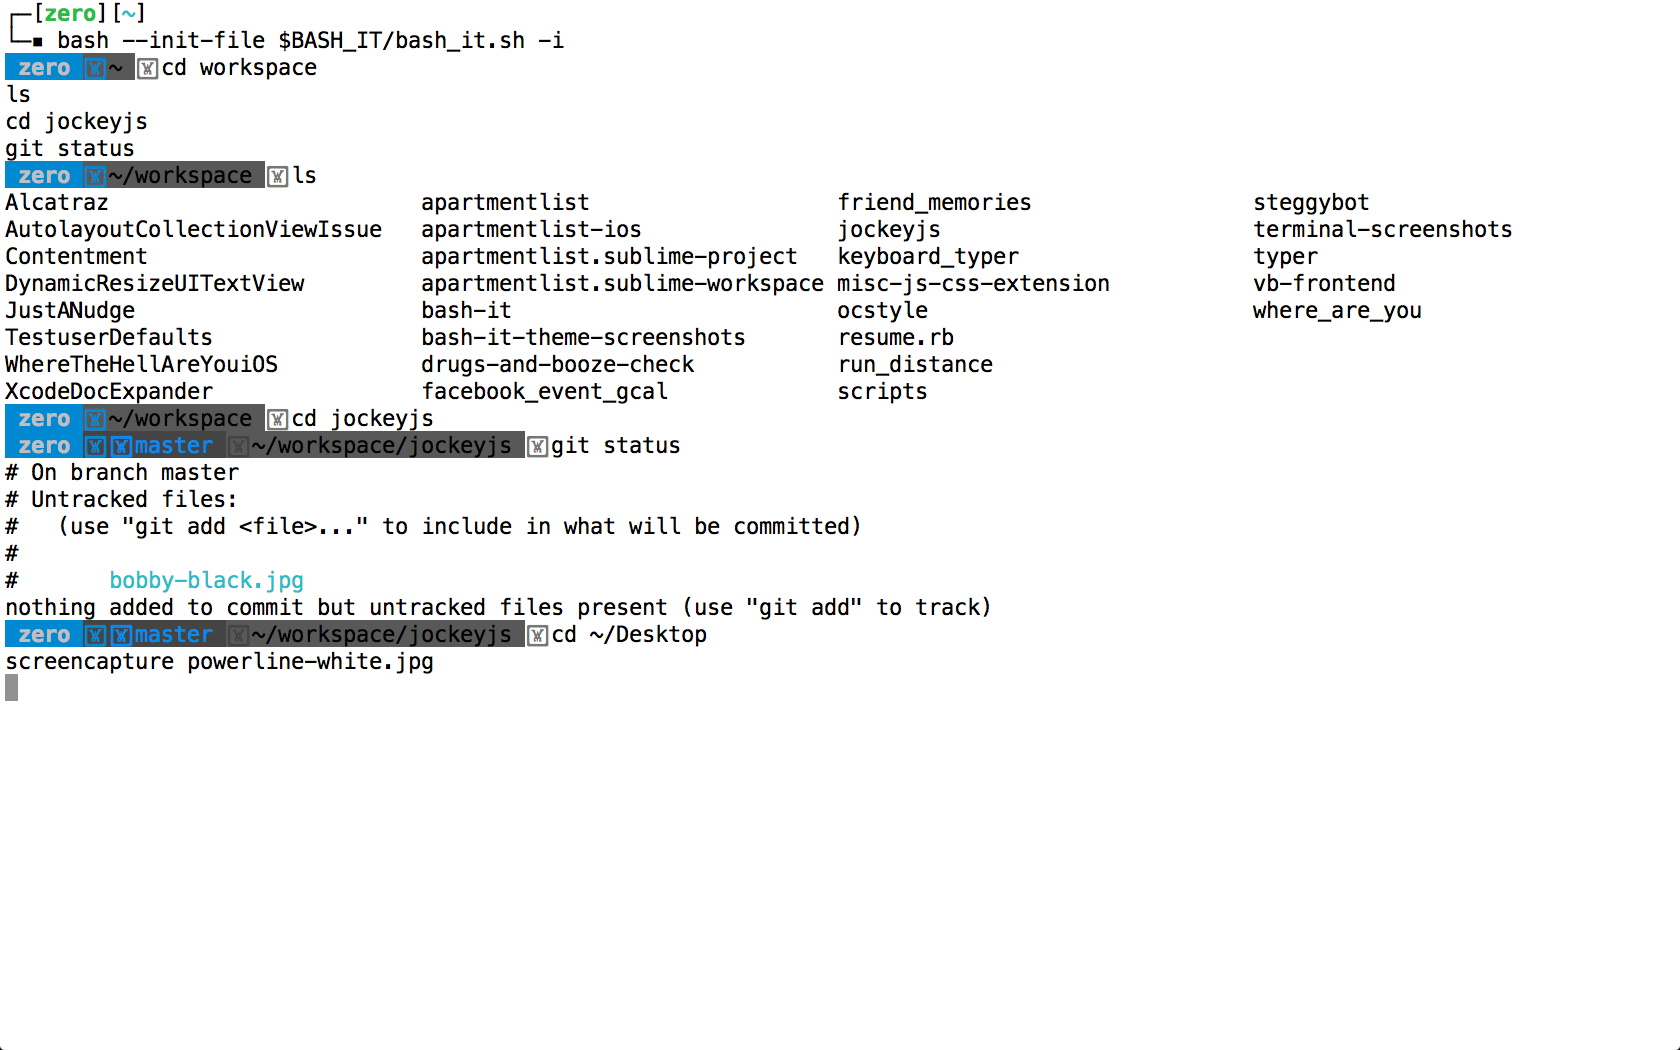 ┌─[zero][~]
└─▪ bash --init-file $BASH_IT/bash_it.sh -i
zero ~ cd workspace
ls
cd jockeyjs
git status
zero ~/workspace ls
Alcatraz apartmentlist friend_memories steggybot
AutolayoutCollectionViewIssue apartmentlist-ios jockeyjs terminal-screenshots
Contentment apartmentlist.sublime-project keyboard_typer typer
DynamicResizeUITextView apartmentlist.sublime-workspace misc-js-css-extension vb-frontend
JustANudge bash-it ocstyle where_are_you
TestuserDefaults bash-it-theme-screenshots resume.rb
WhereTheHellAreYouiOS drugs-and-booze-check run_distance
XcodeDocExpander facebook_event_gcal scripts
zero ~/workspace cd jockeyjs
zero master ~/workspace/jockeyjs git status
# On branch master
# Untracked files:
#   (use "git add <file>..." to include in what will be committed)
#
#       bobby-black.jpg
nothing added to commit but untracked files present (use "git add" to track)
zero master ~/workspace/jockeyjs cd ~/Desktop
screencapture powerline-white.jpg